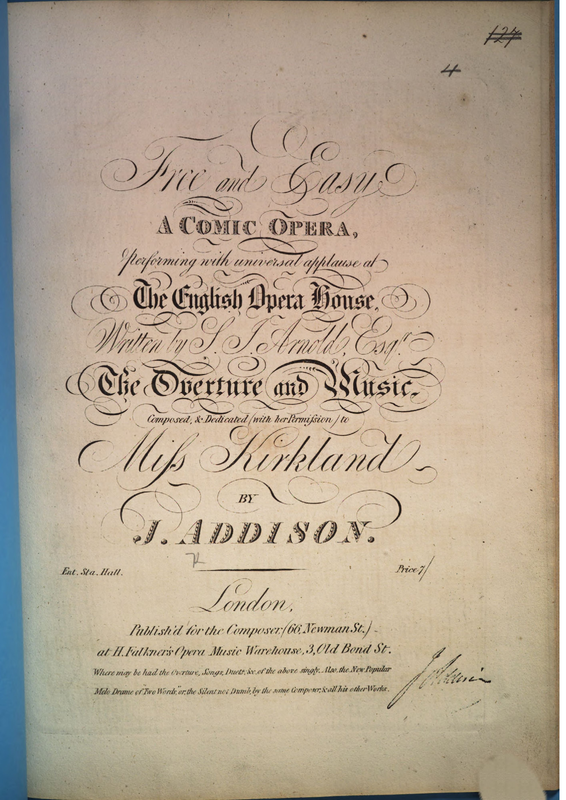 127
4
Free and Easy
A COMIC OPERA,
Performing with universal applause at
The English Opera House,
Written by S. J. Arnold, Esqr.
The Overture and Music,
Composed, & Dedicated (with her Permiſsion) to
Miſs Kirkland
BY
J. ADDISON.
Ent. Sta. Hall.
Price 7/
London,
Publish'd for the Composer (66, Newman St.)
at H. Falkner's Opera Music Warehouse, 3, Old Bond St.
Where may be had the Overture, Songs, Duetts, &c. of the above singly. Also, the New Popular
Melo Drame of Two Words, "or, the Silent not Dumb," by the same Composer, & all his other Works.